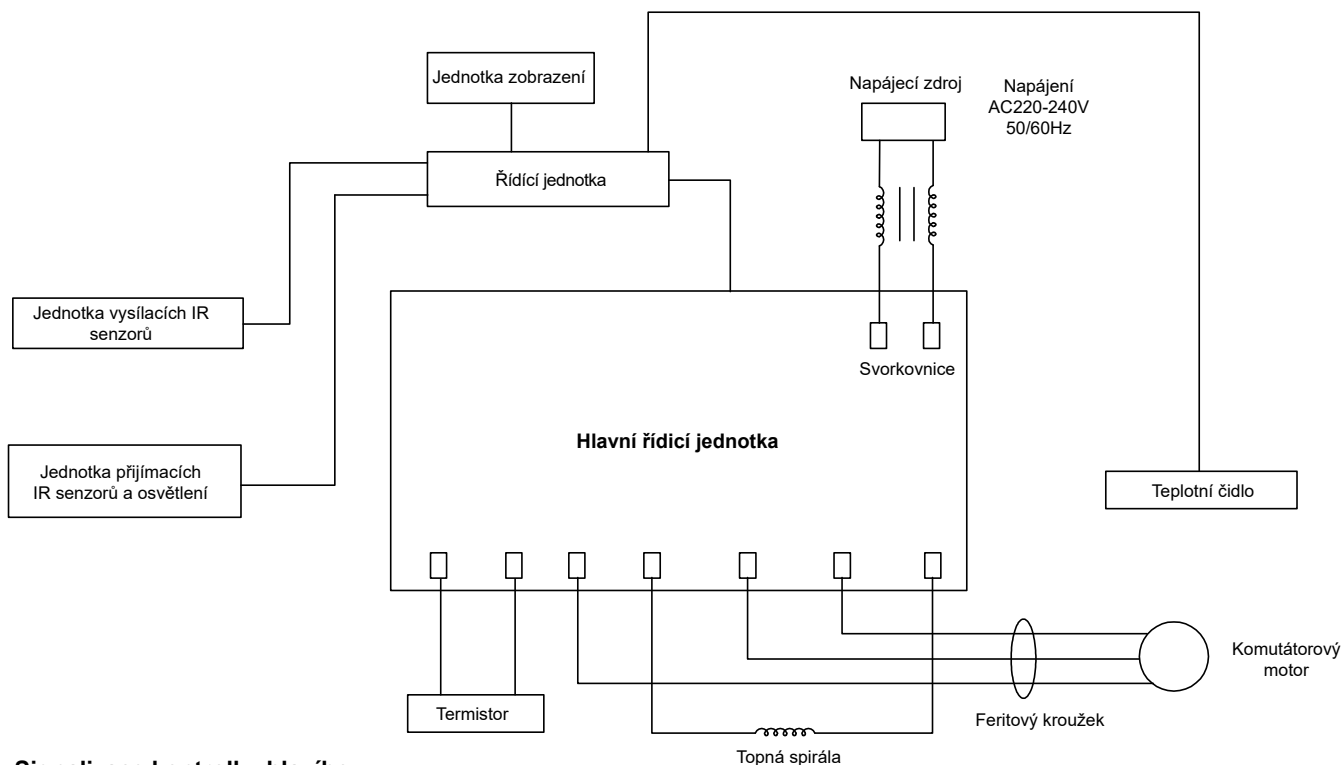 Jednotka zobrazení
Napájecí zdroj
Napájení
AC220-240V
50/60Hz
Řídící jednotka
Jednotka vysílacích IR
senzorů
Svorkovnice
Hlavní řídicí jednotka
Jednotka přijímacích
IR senzorů a osvětlení
Teplotní čidlo
Komutátorový
motor
Termistor
Feritový kroužek
Topná spirála